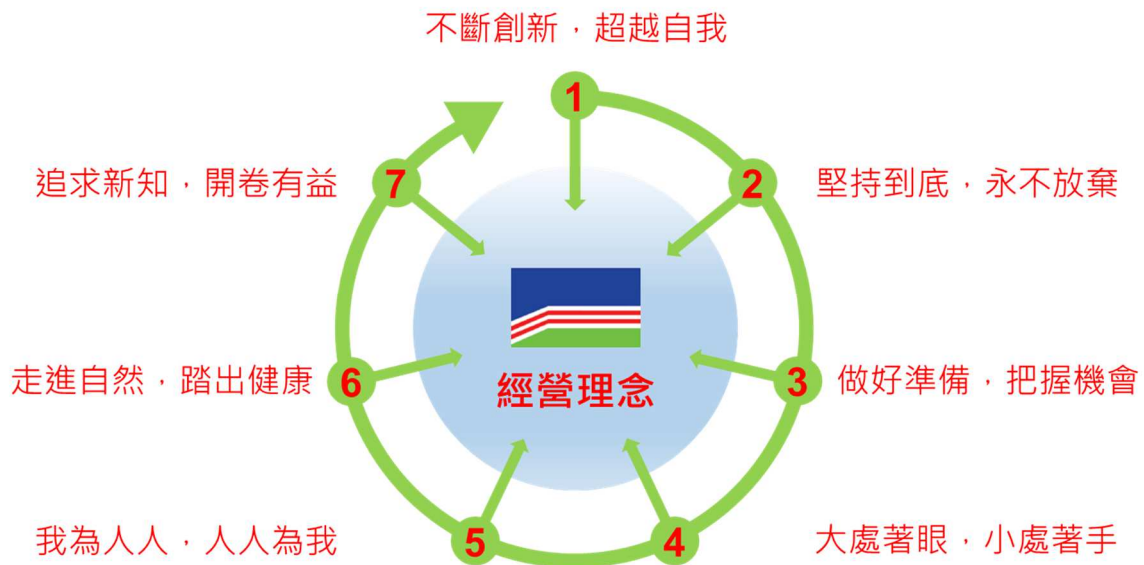 不斷創新，超越自我
1
2
堅持到底，永不放棄
3
做好準備，把握機會
4
大處著眼，小處著手
5
我為人人，人人為我
6
走進自然，踏出健康
7
追求新知，開卷有益
經營理念